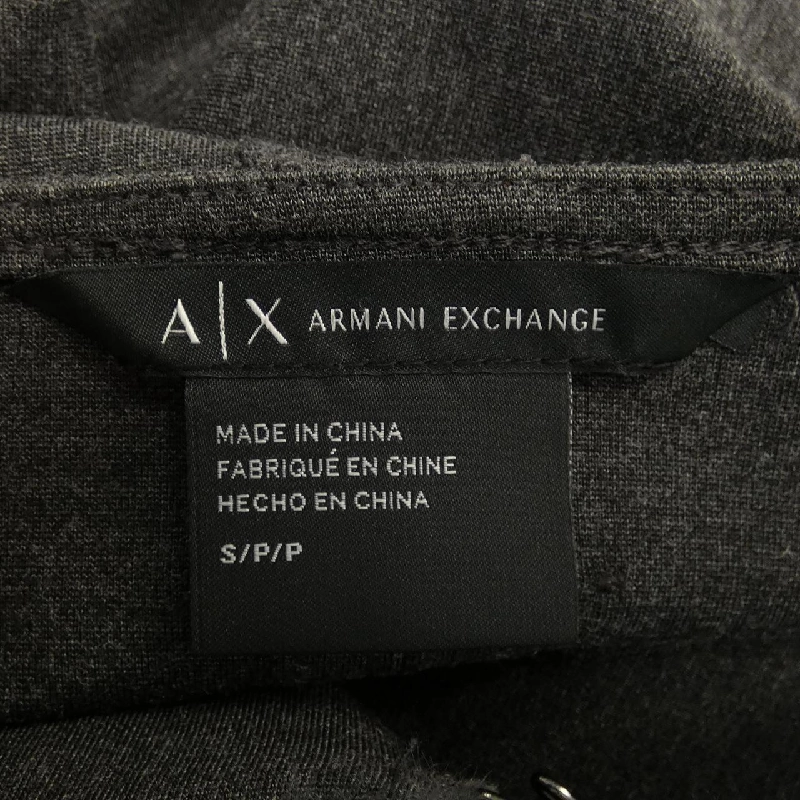 A|X ARMANI EXCHANGE
MADE IN CHINA
FABRIQUÉ EN CHINE
HECHO EN CHINA
S/P/P